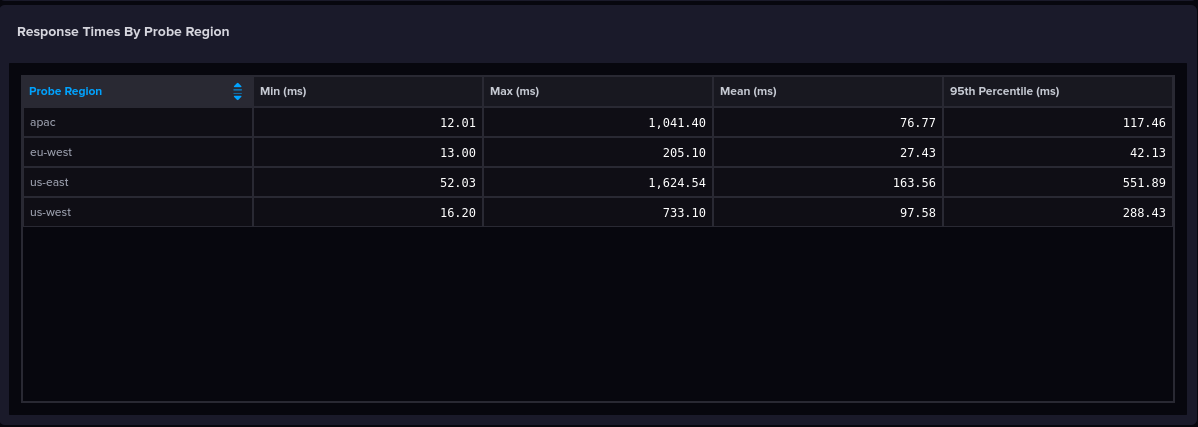 Response Times By Probe Region
Probe Region Min (ms) Max (ms) Mean (ms) 95th Percentile (ms)
apac 12.01 1,041.40 76.77 117.46
eu-west 13.00 205.10 27.43 42.13
us-east 52.03 1,624.54 163.56 551.89
us-west 16.20 733.10 97.58 288.43